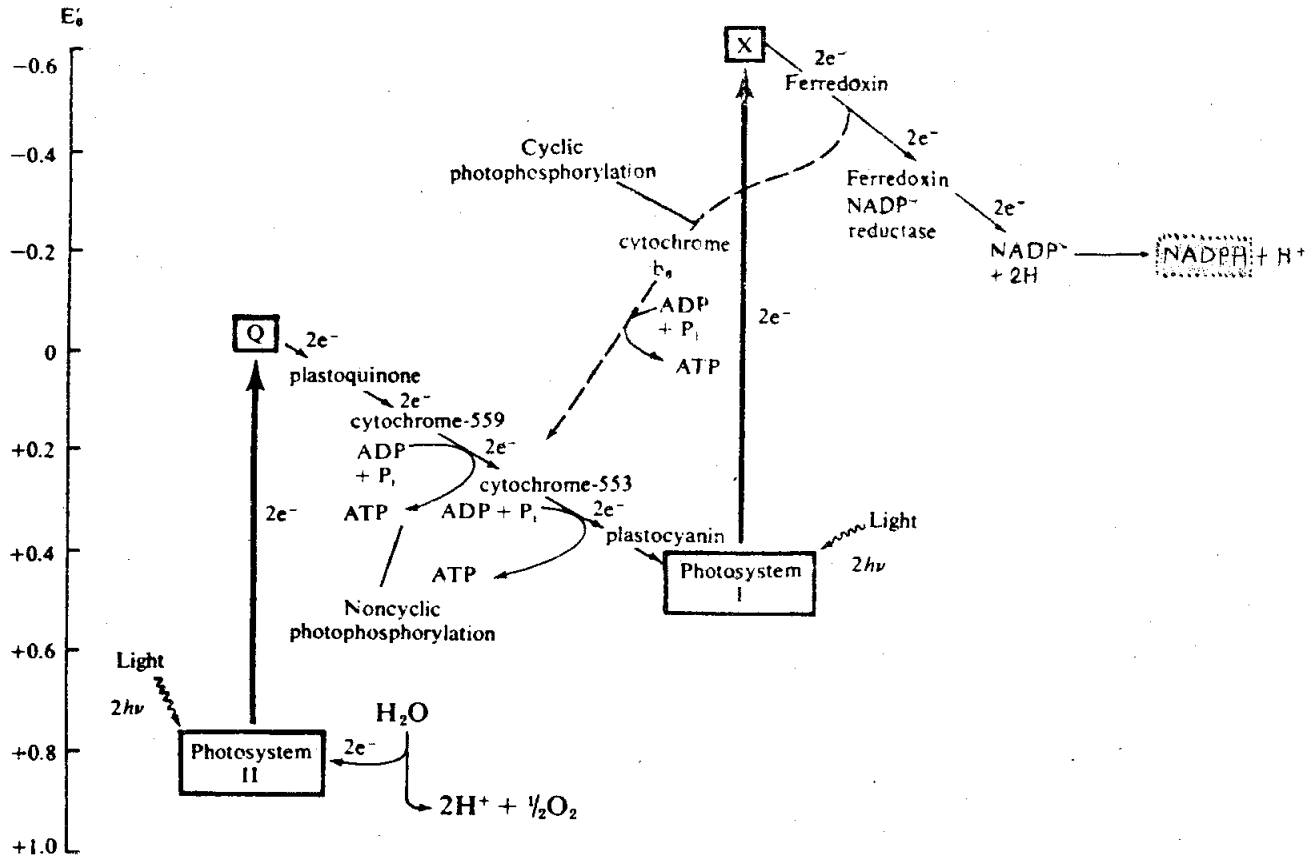 E'₀
−0.6
−0.4
−0.2
0
+0.2
+0.4
+0.6
+0.8
+1.0
X
2e⁻
Ferredoxin
2e⁻
Ferredoxin
NADP⁻
reductase
2e⁻
NADP⁻
+ 2H
NADPH + H⁺
Cyclic
photophosphorylation
cytochrome
b₆
ADP
+ Pᵢ
ATP
2e⁻
Q
2e⁻
plastoquinone
2e⁻
cytochrome-559
ADP
+ Pᵢ
2e⁻
ATP
cytochrome-553
ADP + Pᵢ
2e⁻
ATP
plastocyanin
Noncyclic
photophosphorylation
Photosystem
I
Light
2hν
2e⁻
Light
2hν
Photosystem
II
2e⁻
H₂O
2H⁺ + ½O₂